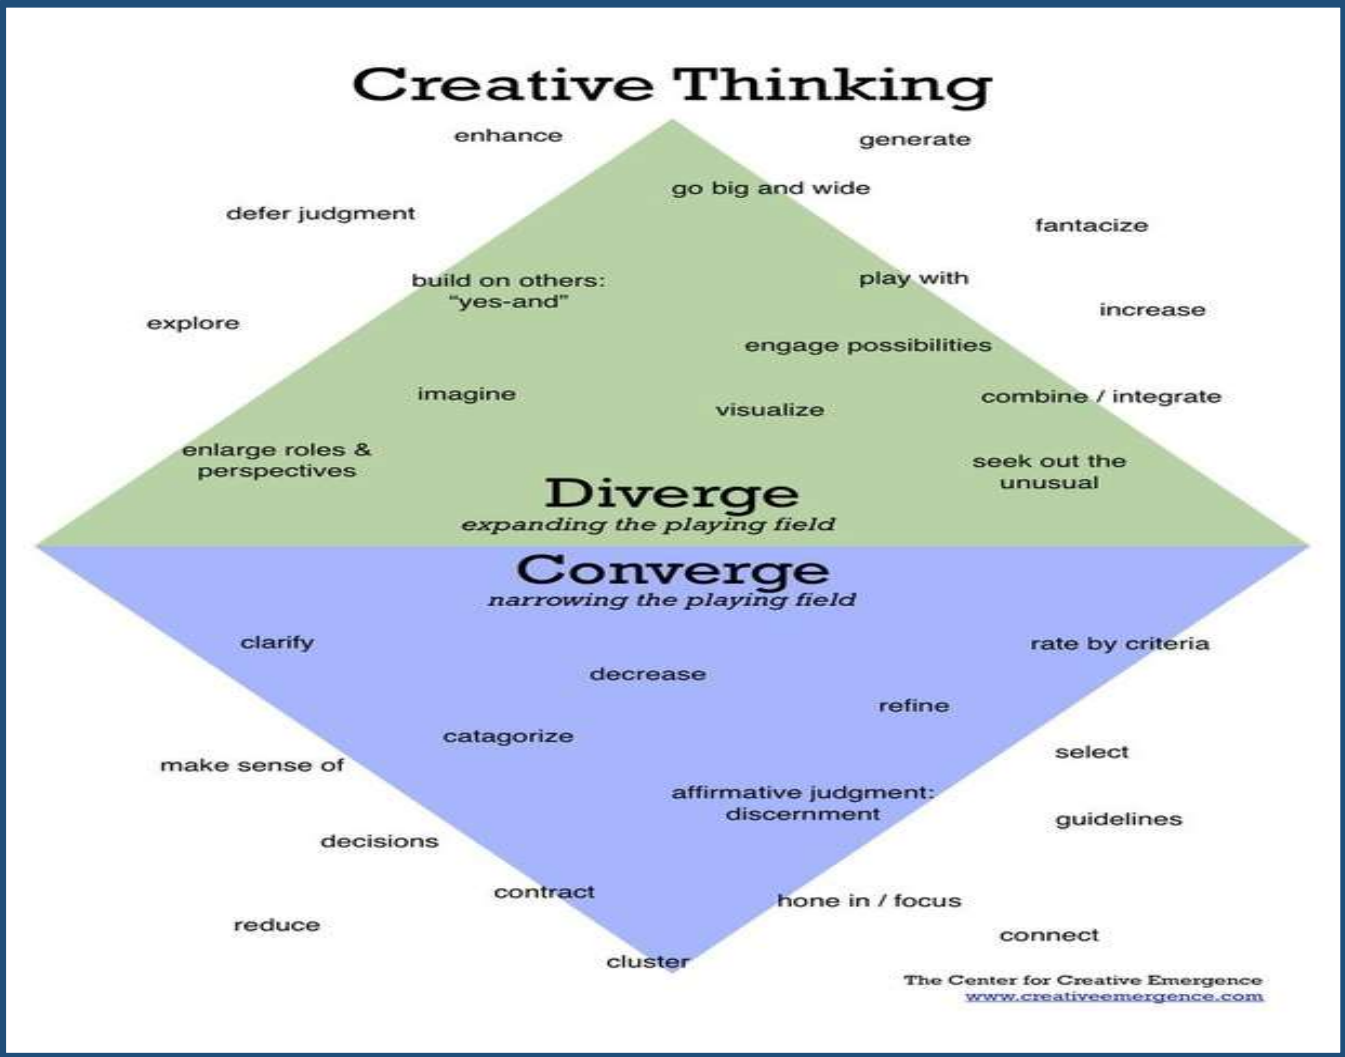 Creative Thinking
enhance
generate
go big and wide
defer judgment
fantacize
build on others:
“yes-and”
play with
increase
explore
engage possibilities
imagine
visualize
combine / integrate
enlarge roles &
perspectives
seek out the
unusual
Diverge
expanding the playing field
Converge
narrowing the playing field
clarify
rate by criteria
decrease
refine
catagorize
select
make sense of
affirmative judgment:
discernment
guidelines
decisions
contract
hone in / focus
reduce
connect
cluster
The Center for Creative Emergence
www.creativeemergence.com